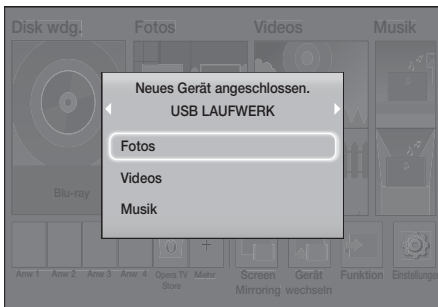 Disk wdg. Fotos Videos Musik
Neues Gerät angeschlossen.
USB LAUFWERK
Fotos
Videos
Musik
Blu-ray
Anw 1 Anw 2 Anw 3 Anw 4 Opera TV Store Mehr Screen Mirroring Gerät wechseln Funktion Einstellungen